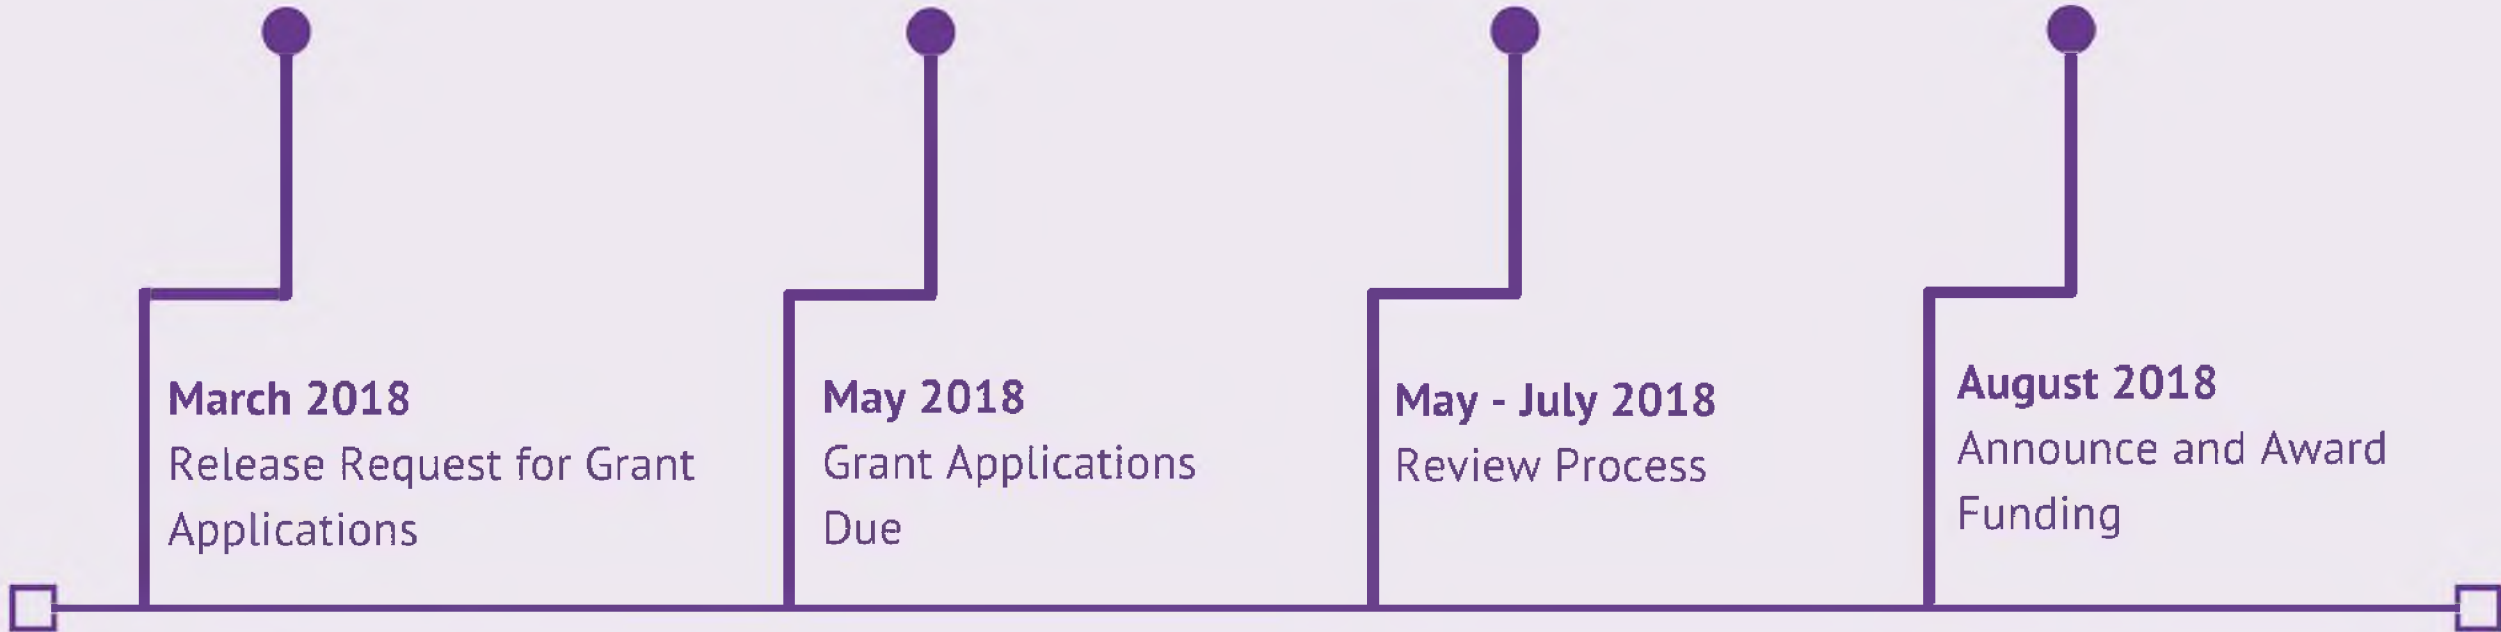 March 2018
Release Request for Grant
Applications
May 2018
Grant Applications
Due
May - July 2018
Review Process
August 2018
Announce and Award
Funding